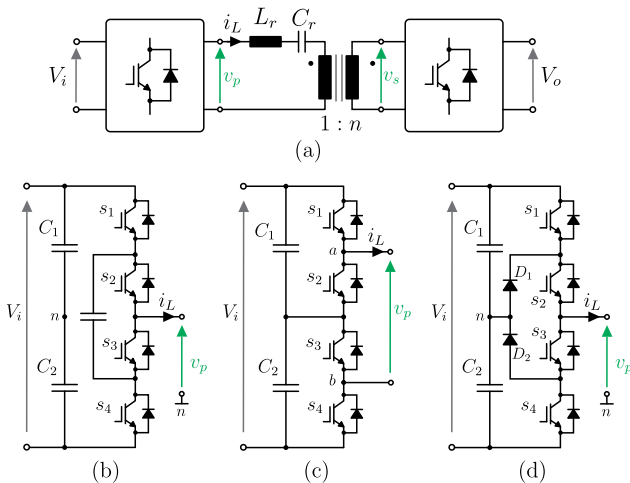 i_L L_r C_r
V_i v_p v_s V_o
1 : n
(a)
s_1 s_1 s_1
C_1 C_1 a i_L C_1
s_2 s_2 D_1 s_2
V_i n i_L V_i v_p V_i n i_L
s_3 s_3 s_3
D_2
C_2 v_p C_2 C_2 v_p
b
s_4 n s_4 s_4 n
(b) (c) (d)